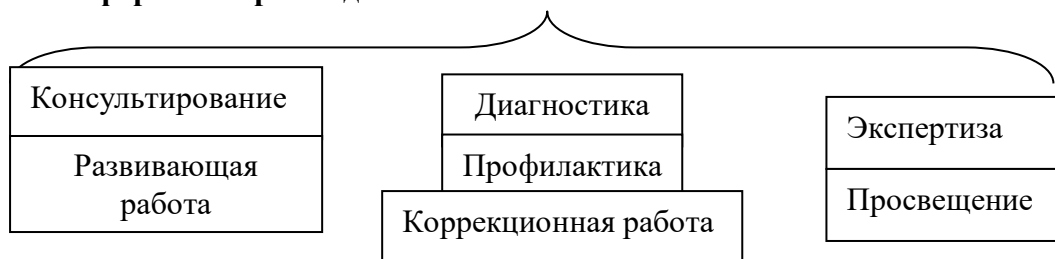 Консультирование
Развивающая
работа
Диагностика
Профилактика
Коррекционная работа
Экспертиза
Просвещение